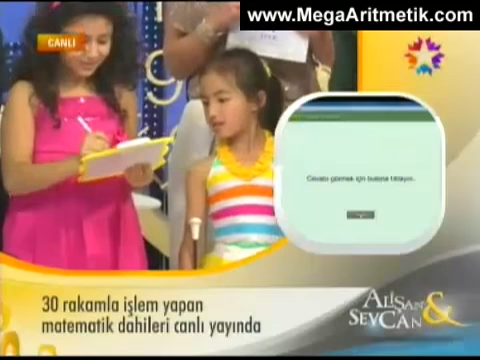 www.MegaAritmetik.com
CANLI
Cevabı görmek için butona tıklayın.
30 rakamla işlem yapan
matematik dahileri canlı yayında
ALİŞAN &
SEVCAN